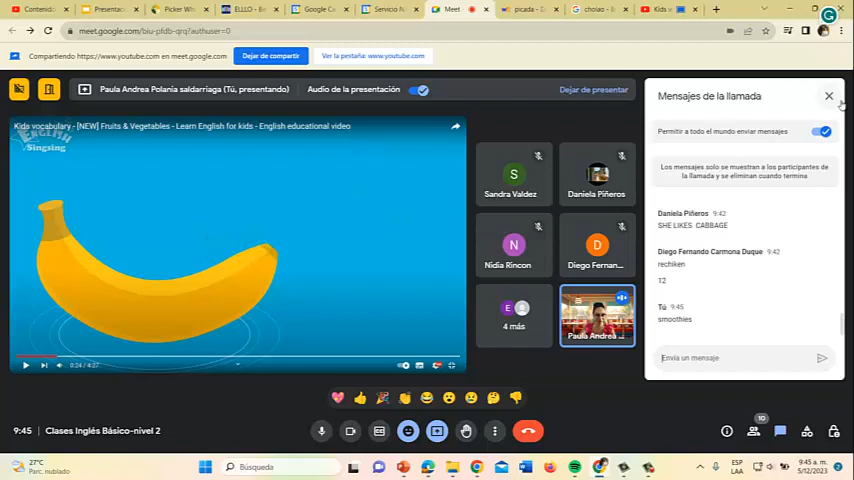 Contenido
Presentac
Picker Wh
ELLLO - B
Google Ca
Servicio N
Meet
picada - D
choiao - G
Kids v
meet.google.com/biu-pfdb-qrq?authuser=0
Compartiendo https://www.youtube.com en meet.google.com
Dejar de compartir
Ver la pestaña: www.youtube.com
Paula Andrea Polania saldarriaga (Tú, presentando)
Audio de la presentación
Dejar de presentar
Mensajes de la llamada
Kids vocabulary - [NEW] Fruits & Vegetables - Learn English for kids - English educational video
ENGLISH
Singsing
Permitir a todo el mundo enviar mensajes
Los mensajes solo se muestran a los participantes de
la llamada y se eliminan cuando termina
S
Sandra Valdez
Daniela Piñeros
N
Nidia Rincon
D
Diego Fernan...
E
4 más
Paula Andrea ...
Daniela Piñeros 9:42
SHE LIKES CABBAGE
Diego Fernando Carmona Duque 9:42
rechiken
12
Tú 9:45
smoothies
Envía un mensaje
0:24 / 4:27
9:45 Clases Inglés Básico-nivel 2
10
27°C
Parc. nublado
Búsqueda
ESP
LAA
9:45 a. m.
5/12/2023